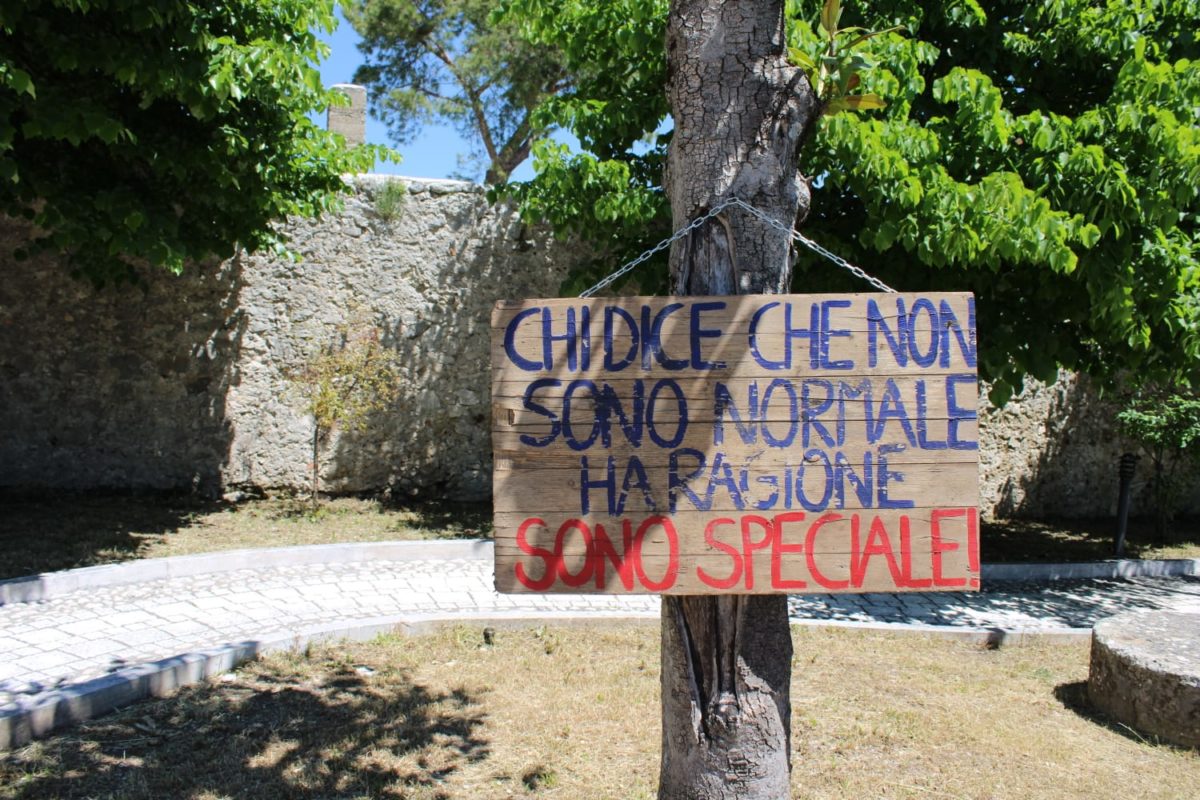 CHI DICE CHE NON
SONO NORMALE
HA RAGIONE
SONO SPECIALE!